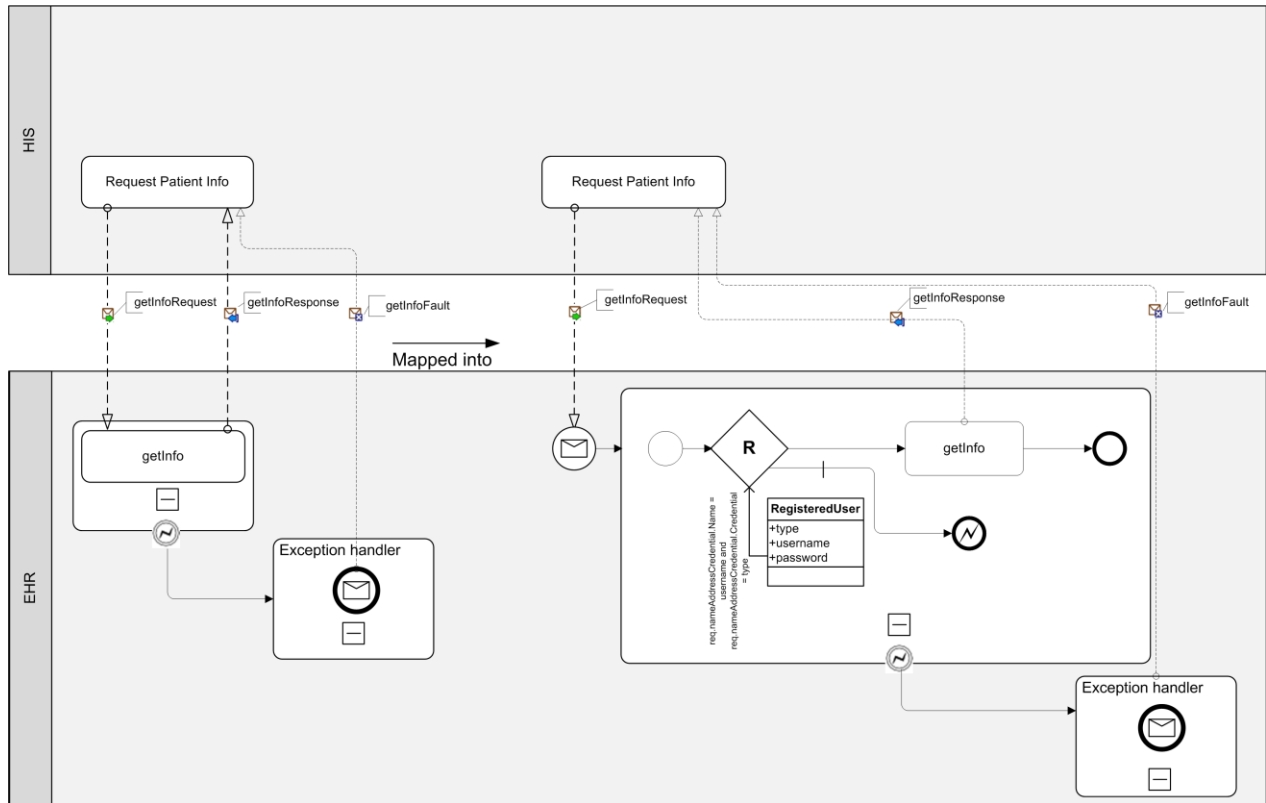 HIS
Request Patient Info
Request Patient Info
getInfoRequest
getInfoResponse
getInfoFault
getInfoRequest
getInfoResponse
getInfoFault
Mapped into
EHR
getInfo
Exception handler
R
getInfo
req.nameAddressCredential.Name =
username and
req.nameAddressCredential.Credential
= type
RegisteredUser
+type
+username
+password
Exception handler